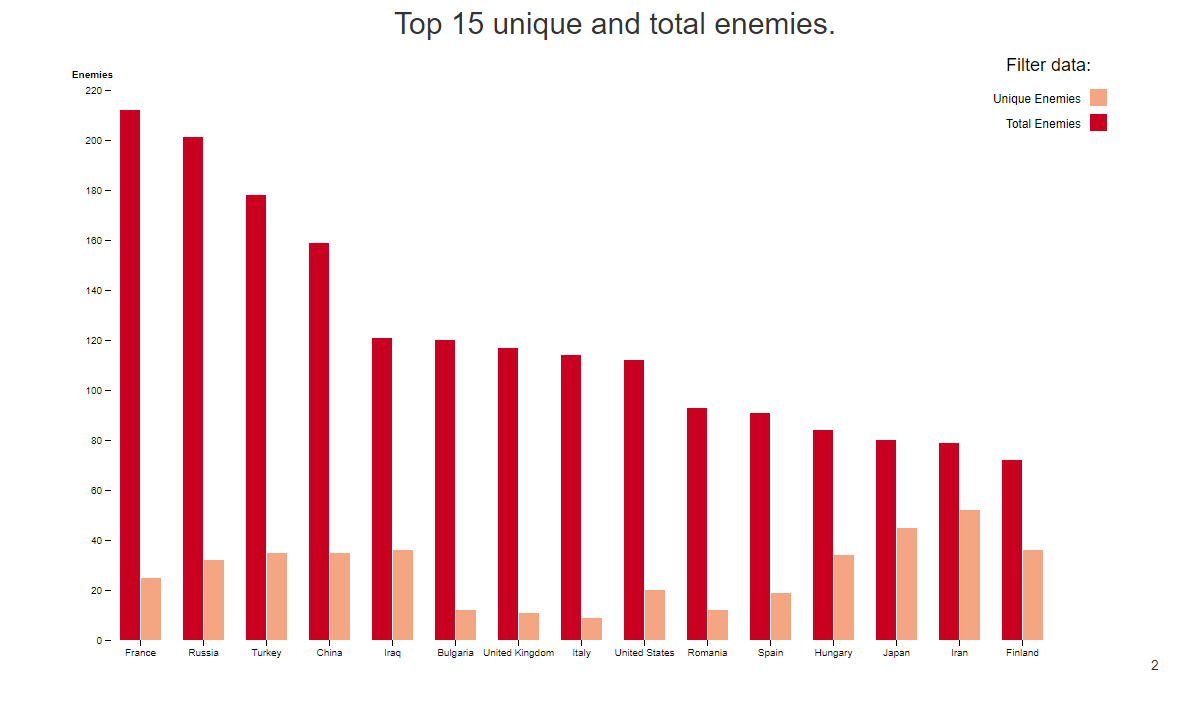 Top 15 unique and total enemies.
Filter data:
Unique Enemies
Total Enemies
Enemies
220
200
180
160
140
120
100
80
60
40
20
0
France Russia Turkey China Iraq Bulgaria United Kingdom Italy United States Romania Spain Hungary Japan Iran Finland
2